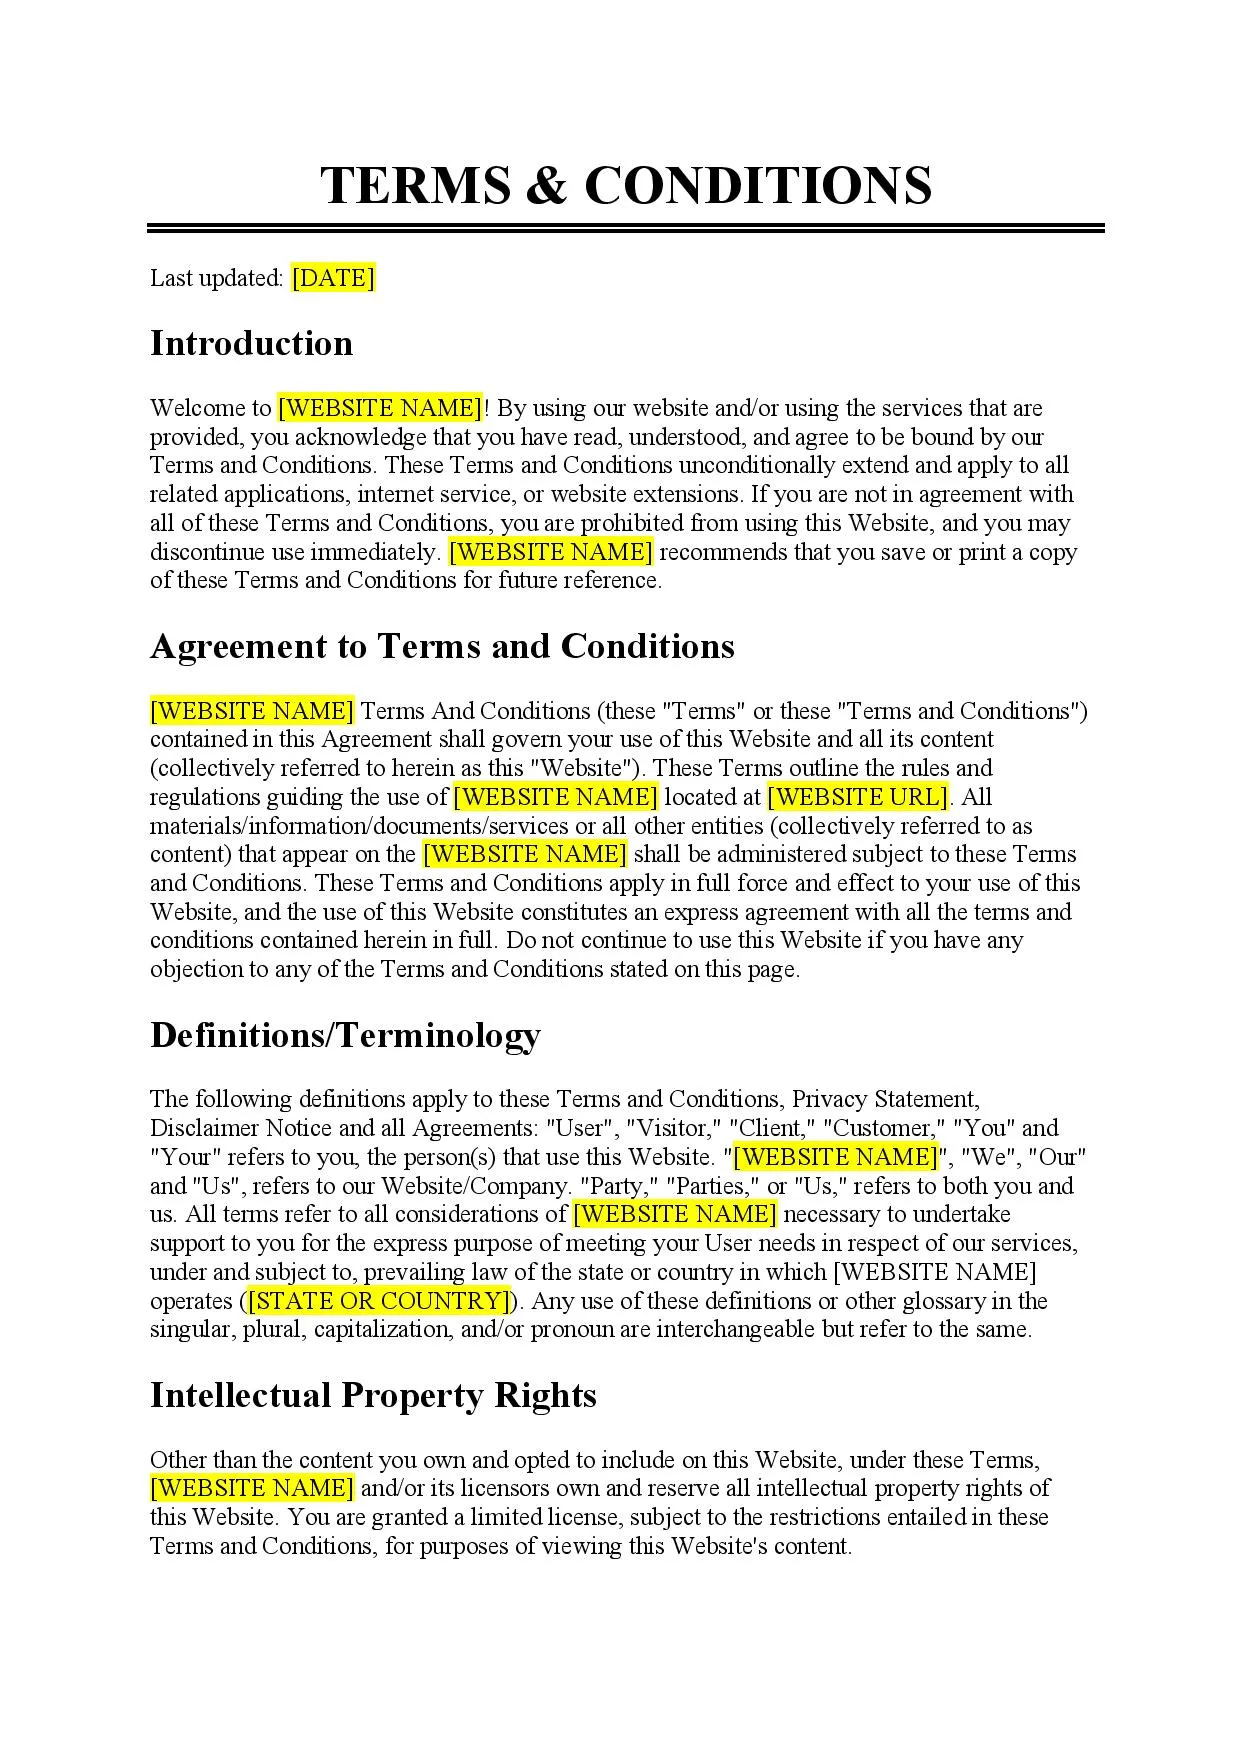 TERMS & CONDITIONS
Last updated: [DATE]
Introduction
Welcome to [WEBSITE NAME]! By using our website and/or using the services that are
provided, you acknowledge that you have read, understood, and agree to be bound by our
Terms and Conditions. These Terms and Conditions unconditionally extend and apply to all
related applications, internet service, or website extensions. If you are not in agreement with
all of these Terms and Conditions, you are prohibited from using this Website, and you may
discontinue use immediately. [WEBSITE NAME] recommends that you save or print a copy
of these Terms and Conditions for future reference.
Agreement to Terms and Conditions
[WEBSITE NAME] Terms And Conditions (these "Terms" or these "Terms and Conditions")
contained in this Agreement shall govern your use of this Website and all its content
(collectively referred to herein as this "Website"). These Terms outline the rules and
regulations guiding the use of [WEBSITE NAME] located at [WEBSITE URL]. All
materials/information/documents/services or all other entities (collectively referred to as
content) that appear on the [WEBSITE NAME] shall be administered subject to these Terms
and Conditions. These Terms and Conditions apply in full force and effect to your use of this
Website, and the use of this Website constitutes an express agreement with all the terms and
conditions contained herein in full. Do not continue to use this Website if you have any
objection to any of the Terms and Conditions stated on this page.
Definitions/Terminology
The following definitions apply to these Terms and Conditions, Privacy Statement,
Disclaimer Notice and all Agreements: "User", "Visitor," "Client," "Customer," "You" and
"Your" refers to you, the person(s) that use this Website. "[WEBSITE NAME]", "We", "Our"
and "Us", refers to our Website/Company. "Party," "Parties," or "Us," refers to both you and
us. All terms refer to all considerations of [WEBSITE NAME] necessary to undertake
support to you for the express purpose of meeting your User needs in respect of our services,
under and subject to, prevailing law of the state or country in which [WEBSITE NAME]
operates ([STATE OR COUNTRY]). Any use of these definitions or other glossary in the
singular, plural, capitalization, and/or pronoun are interchangeable but refer to the same.
Intellectual Property Rights
Other than the content you own and opted to include on this Website, under these Terms,
[WEBSITE NAME] and/or its licensors own and reserve all intellectual property rights of
this Website. You are granted a limited license, subject to the restrictions entailed in these
Terms and Conditions, for purposes of viewing this Website's content.